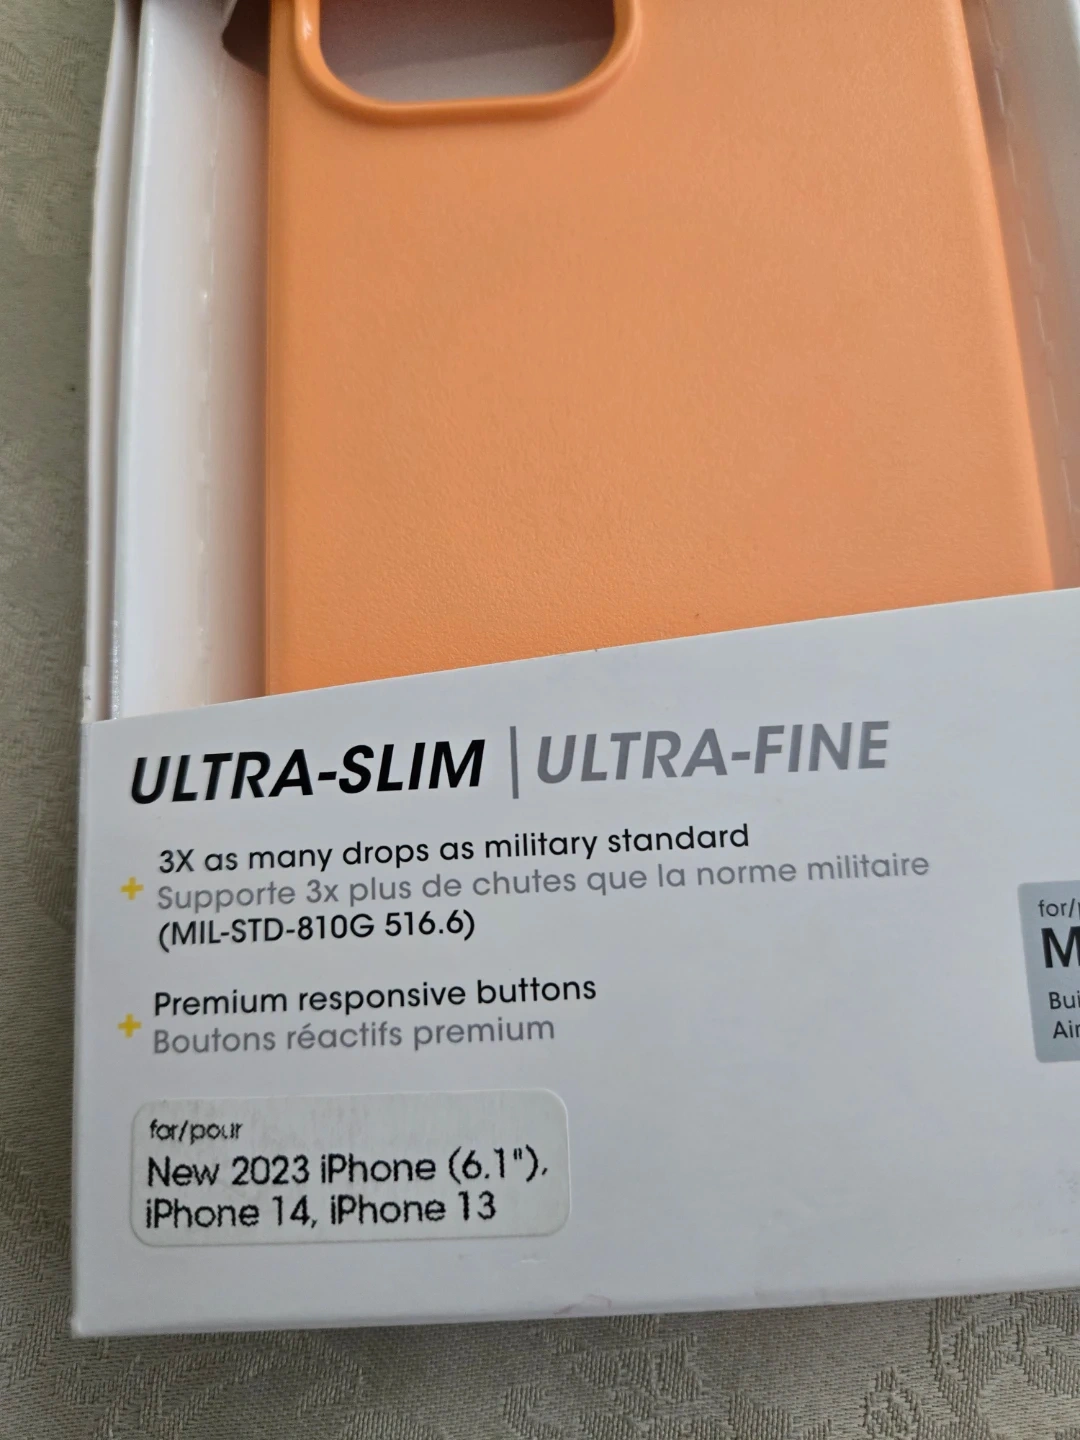 ULTRA-SLIM | ULTRA-FINE
3X as many drops as military standard
+ Supporte 3x plus de chutes que la norme militaire
(MIL-STD-810G 516.6)
+ Premium responsive buttons
Boutons réactifs premium
for/pour
New 2023 iPhone (6.1"),
iPhone 14, iPhone 13
for/
M